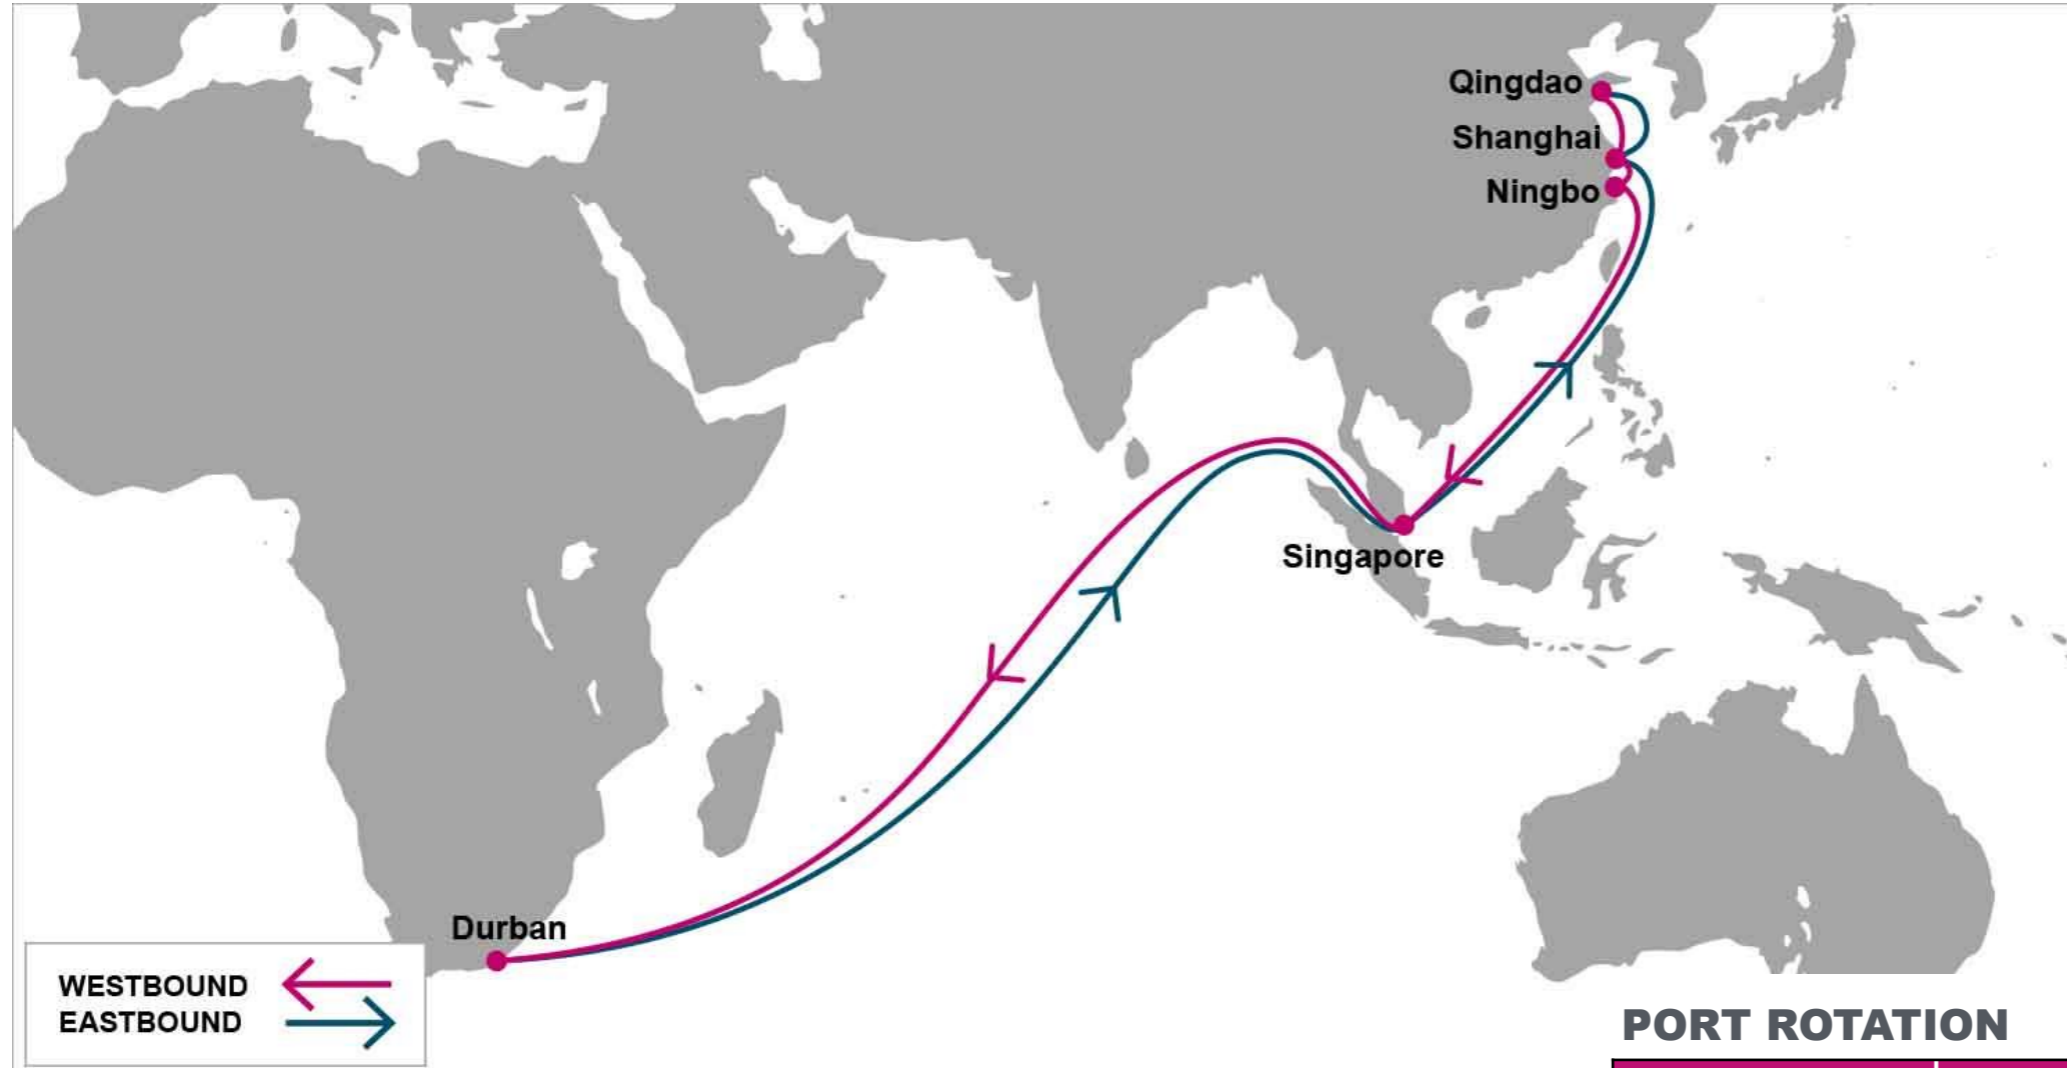 Qingdao
Shanghai
Ningbo
Singapore
Durban
WESTBOUND
EASTBOUND
PORT ROTATION